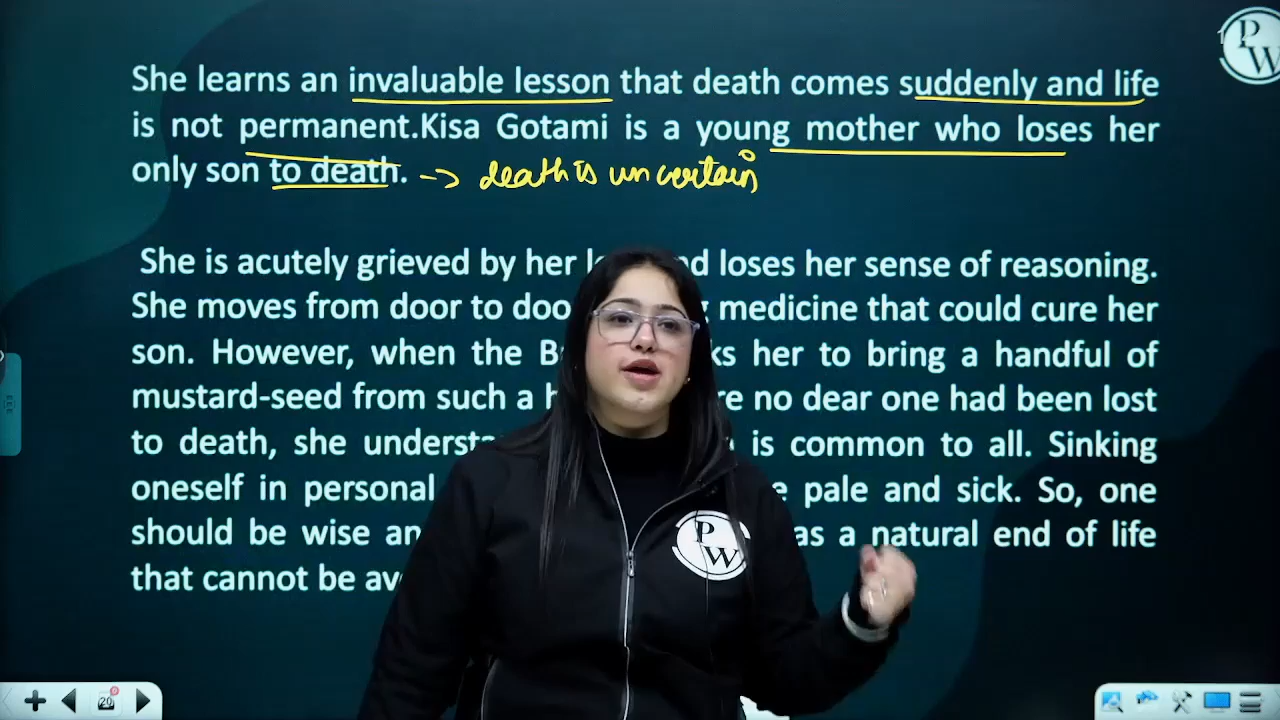 She learns an invaluable lesson that death comes suddenly and life
is not permanent.Kisa Gotami is a young mother who loses her
only son to death. -> death is uncertain
She is acutely grieved by her nd loses her sense of reasoning.
She moves from door to doo medicine that could cure her
son. However, when the B ks her to bring a handful of
mustard-seed from such a h re no dear one had been lost
to death, she understa is common to all. Sinking
oneself in personal e pale and sick. So, one
should be wise an as a natural end of life
that cannot be av
PW
PW
20